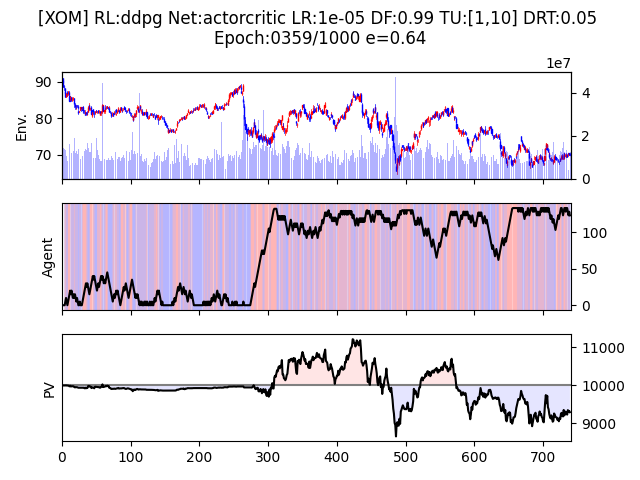 [XOM] RL:ddpg Net:actorcritic LR:1e-05 DF:0.99 TU:[1,10] DRT:0.05
Epoch:0359/1000 e=0.64
1e7
90
80
70
Env.
4
2
0
Agent
100
50
0
PV
11000
10000
9000
0 100 200 300 400 500 600 700